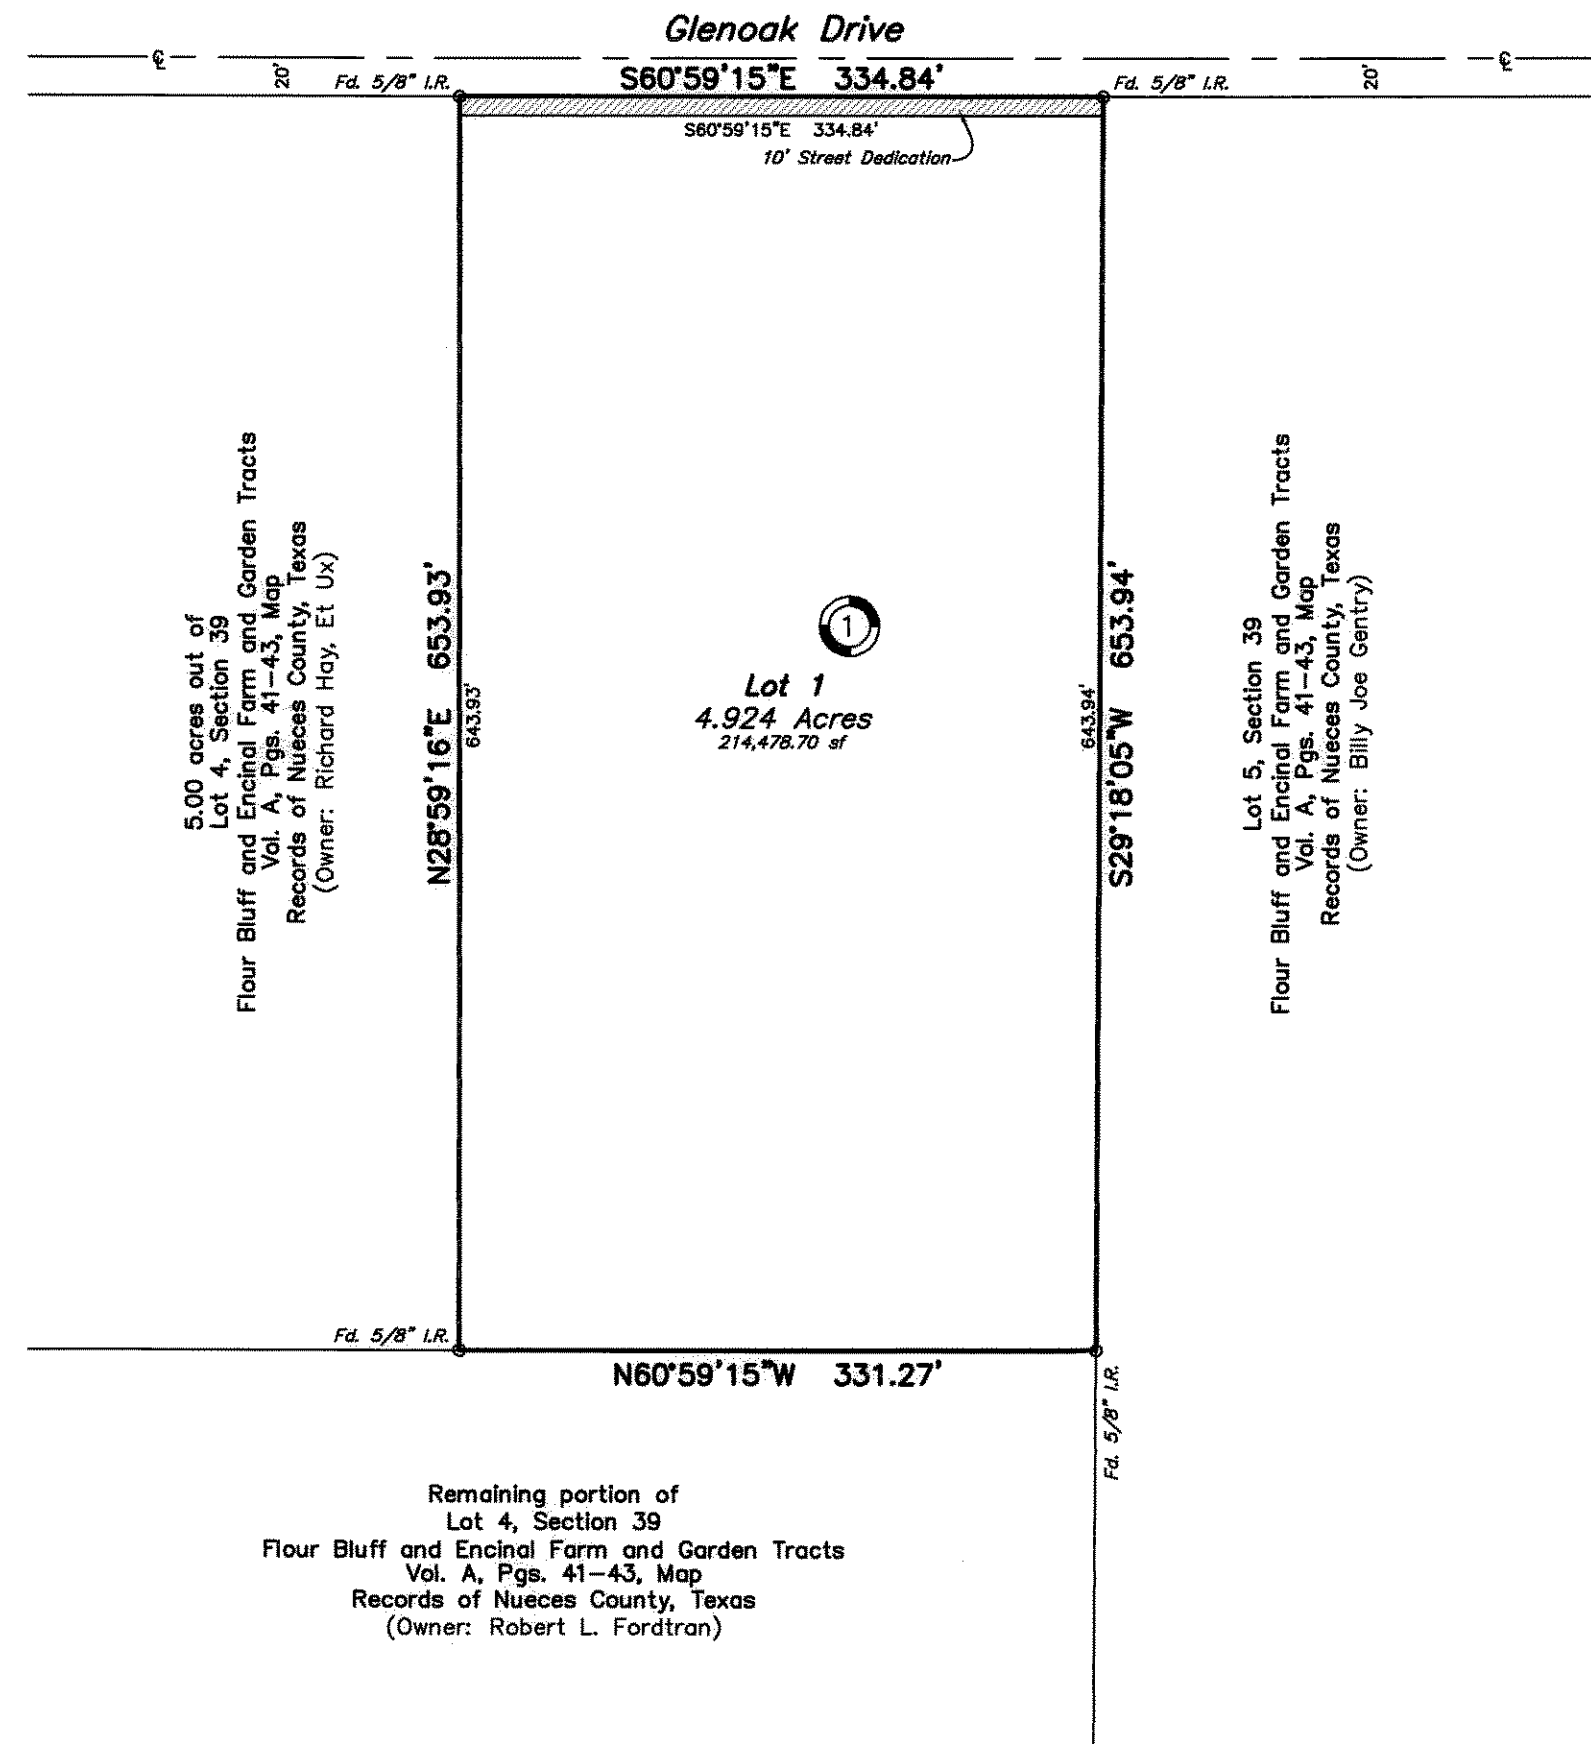 Glenoak Drive
℄
℄
20'
20'
Fd. 5/8" I.R.
S60°59'15"E 334.84'
Fd. 5/8" I.R.
S60°59'15"E 334.84'
10' Street Dedication
5.00 acres out of
Lot 4, Section 39
Flour Bluff and Encinal Farm and Garden Tracts
Vol. A, Pgs. 41-43, Map
Records of Nueces County, Texas
(Owner: Richard Hay, Et Ux)
N28°59'16"E 653.93'
643.93'
1
Lot 1
4.924 Acres
214,478.70 sf
643.94'
S29°18'05"W 653.94'
Lot 5, Section 39
Flour Bluff and Encinal Farm and Garden Tracts
Vol. A, Pgs. 41-43, Map
Records of Nueces County, Texas
(Owner: Billy Joe Gentry)
Fd. 5/8" I.R.
N60°59'15"W 331.27'
Fd. 5/8" I.R.
Remaining portion of
Lot 4, Section 39
Flour Bluff and Encinal Farm and Garden Tracts
Vol. A, Pgs. 41-43, Map
Records of Nueces County, Texas
(Owner: Robert L. Fordtran)